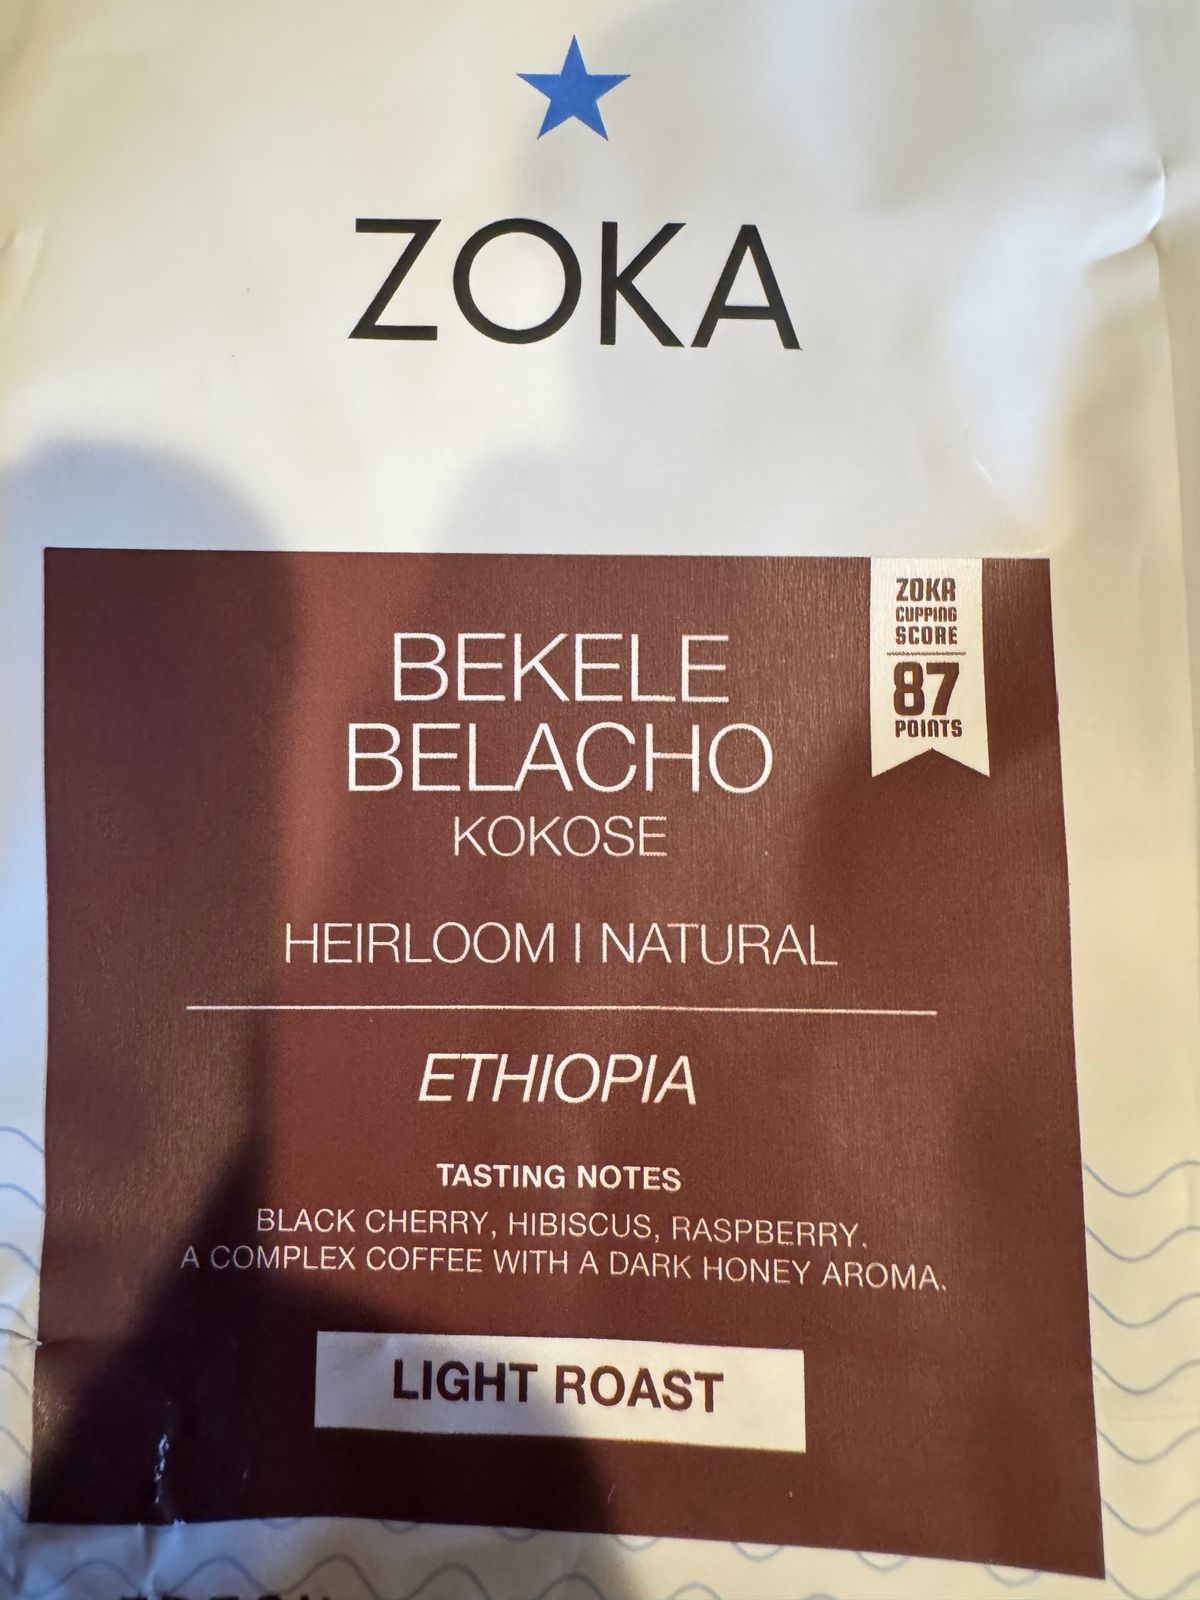 ZOKA
ZOKA
CUPPING
SCORE
87
POINTS
BEKELE
BELACHO
KOKOSE
HEIRLOOM | NATURAL
ETHIOPIA
TASTING NOTES
BLACK CHERRY, HIBISCUS, RASPBERRY.
A COMPLEX COFFEE WITH A DARK HONEY AROMA.
LIGHT ROAST